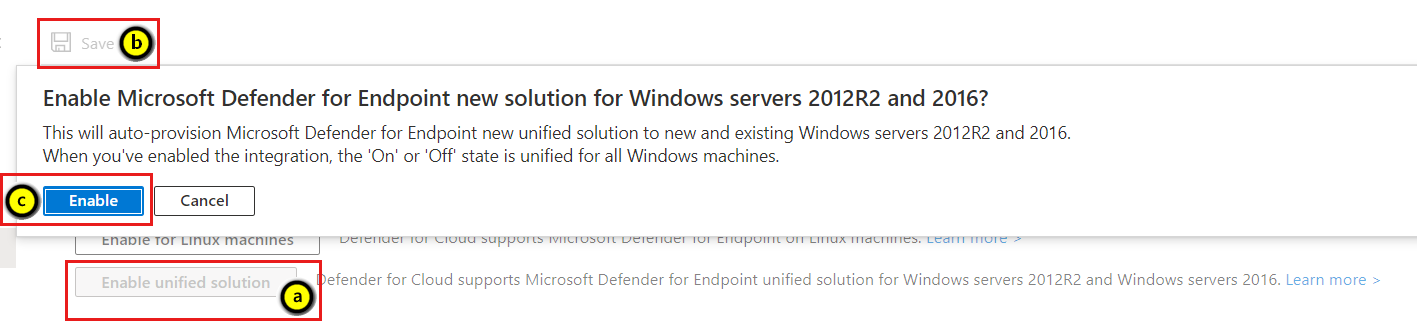 Save
b
Enable Microsoft Defender for Endpoint new solution for Windows servers 2012R2 and 2016?
This will auto-provision Microsoft Defender for Endpoint new unified solution to new and existing Windows servers 2012R2 and 2016.
When you've enabled the integration, the 'On' or 'Off' state is unified for all Windows machines.
c
Enable
Cancel
Enable for Linux machines
Defender for Cloud supports Microsoft Defender for Endpoint on Linux machines. Learn more >
Enable unified solution
Defender for Cloud supports Microsoft Defender for Endpoint unified solution for Windows servers 2012R2 and Windows servers 2016. Learn more >
a